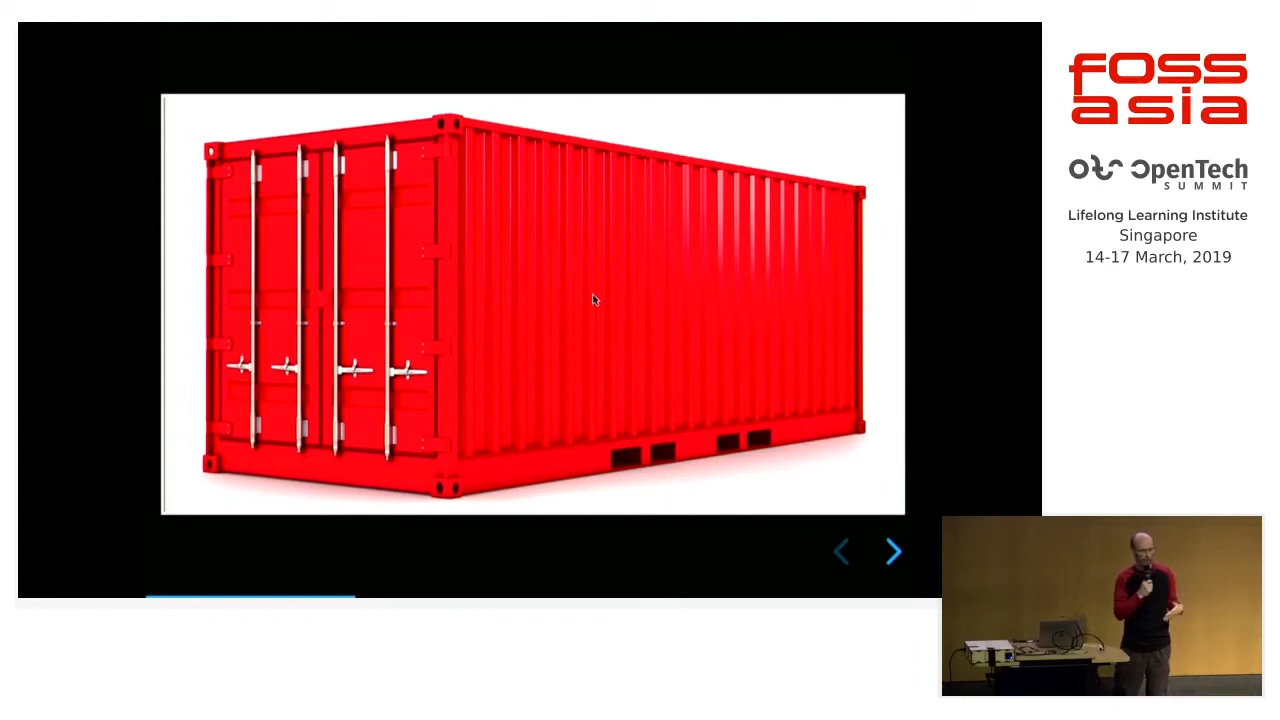 fOSS
asia
OpenTech
SUMMIT
Lifelong Learning Institute
Singapore
14-17 March, 2019